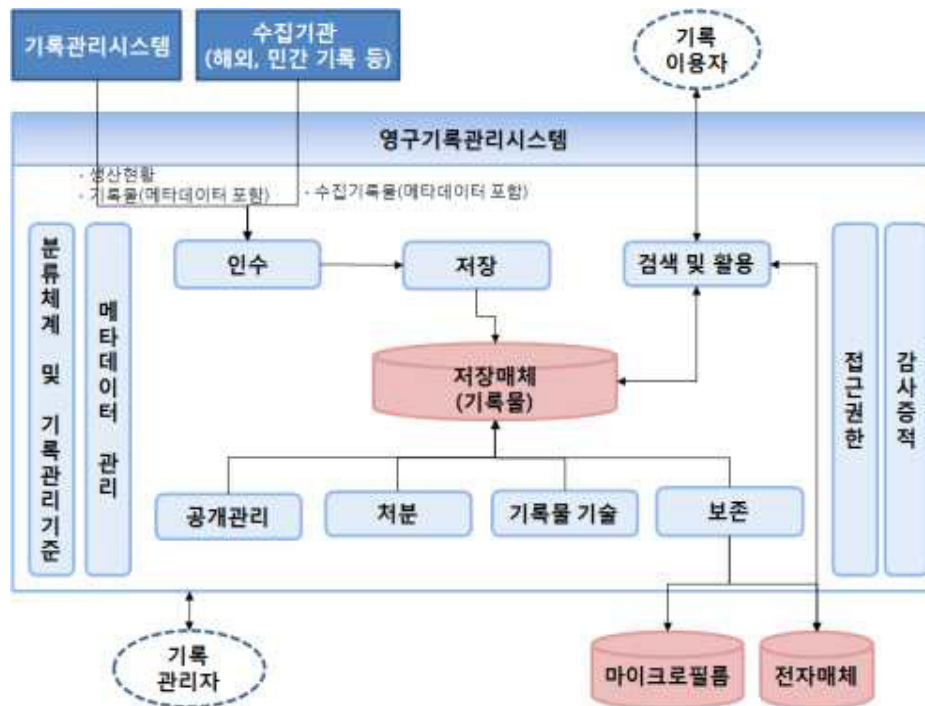 기록관리시스템
수집기관
(해외, 민간 기록 등)
기록
이용자
영구기록관리시스템
· 생산현황
· 기록물(메타데이터 포함)
· 수집기록물(메타데이터 포함)
분류체계 및 기록관리기준
메타데이터 관리
인수
저장
검색 및 활용
접근권한
감사증적
저장매체
(기록물)
공개관리
처분
기록물 기술
보존
기록
관리자
마이크로필름
전자매체